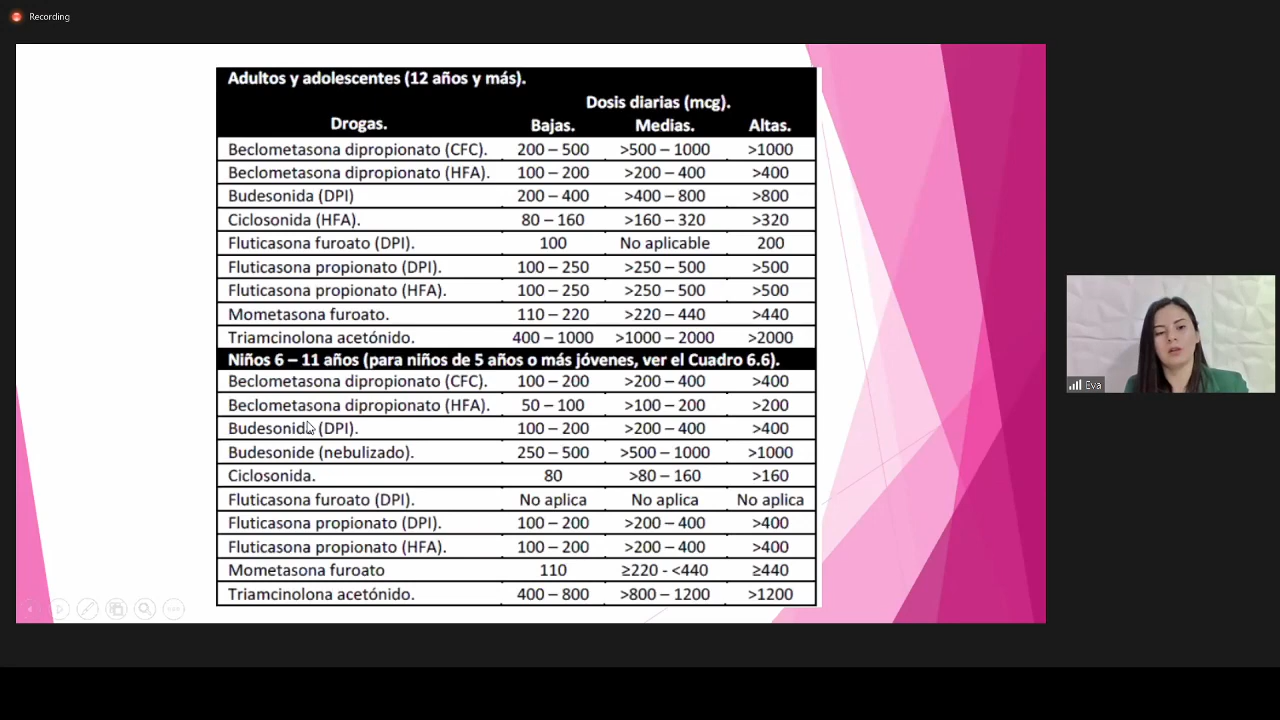 Recording
Adultos y adolescentes (12 años y más).
Dosis diarias (mcg).
Drogas. Bajas. Medias. Altas.
Beclometasona dipropionato (CFC). 200 – 500 >500 – 1000 >1000
Beclometasona dipropionato (HFA). 100 – 200 >200 – 400 >400
Budesonida (DPI) 200 – 400 >400 – 800 >800
Ciclosonida (HFA). 80 – 160 >160 – 320 >320
Fluticasona furoato (DPI). 100 No aplicable 200
Fluticasona propionato (DPI). 100 – 250 >250 – 500 >500
Fluticasona propionato (HFA). 100 – 250 >250 – 500 >500
Mometasona furoato. 110 – 220 >220 – 440 >440
Triamcinolona acetónido. 400 – 1000 >1000 – 2000 >2000
Niños 6 – 11 años (para niños de 5 años o más jóvenes, ver el Cuadro 6.6).
Beclometasona dipropionato (CFC). 100 – 200 >200 – 400 >400
Beclometasona dipropionato (HFA). 50 – 100 >100 – 200 >200
Budesonide (DPI). 100 – 200 >200 – 400 >400
Budesonide (nebulizado). 250 – 500 >500 – 1000 >1000
Ciclosonida. 80 >80 – 160 >160
Fluticasona furoato (DPI). No aplica No aplica No aplica
Fluticasona propionato (DPI). 100 – 200 >200 – 400 >400
Fluticasona propionato (HFA). 100 – 200 >200 – 400 >400
Mometasona furoato 110 ≥220 - <440 ≥440
Triamcinolona acetónido. 400 – 800 >800 – 1200 >1200
Eva